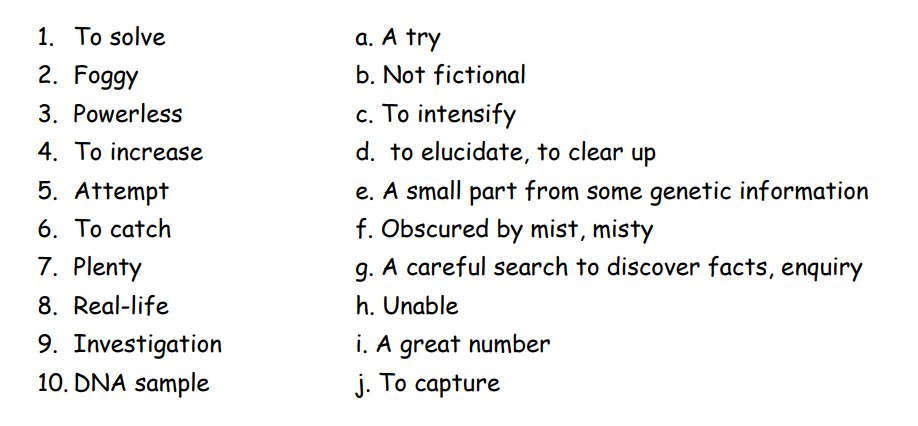 1. To solve a. A try
2. Foggy b. Not fictional
3. Powerless c. To intensify
4. To increase d. to elucidate, to clear up
5. Attempt e. A small part from some genetic information
6. To catch f. Obscured by mist, misty
7. Plenty g. A careful search to discover facts, enquiry
8. Real-life h. Unable
9. Investigation i. A great number
10. DNA sample j. To capture